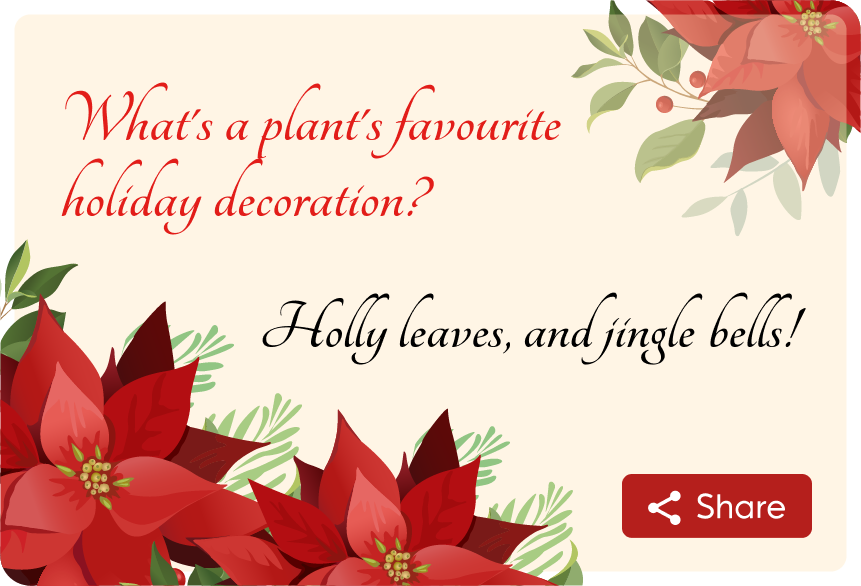 What's a plant's favourite
holiday decoration?
Holly leaves, and jingle bells!
Share